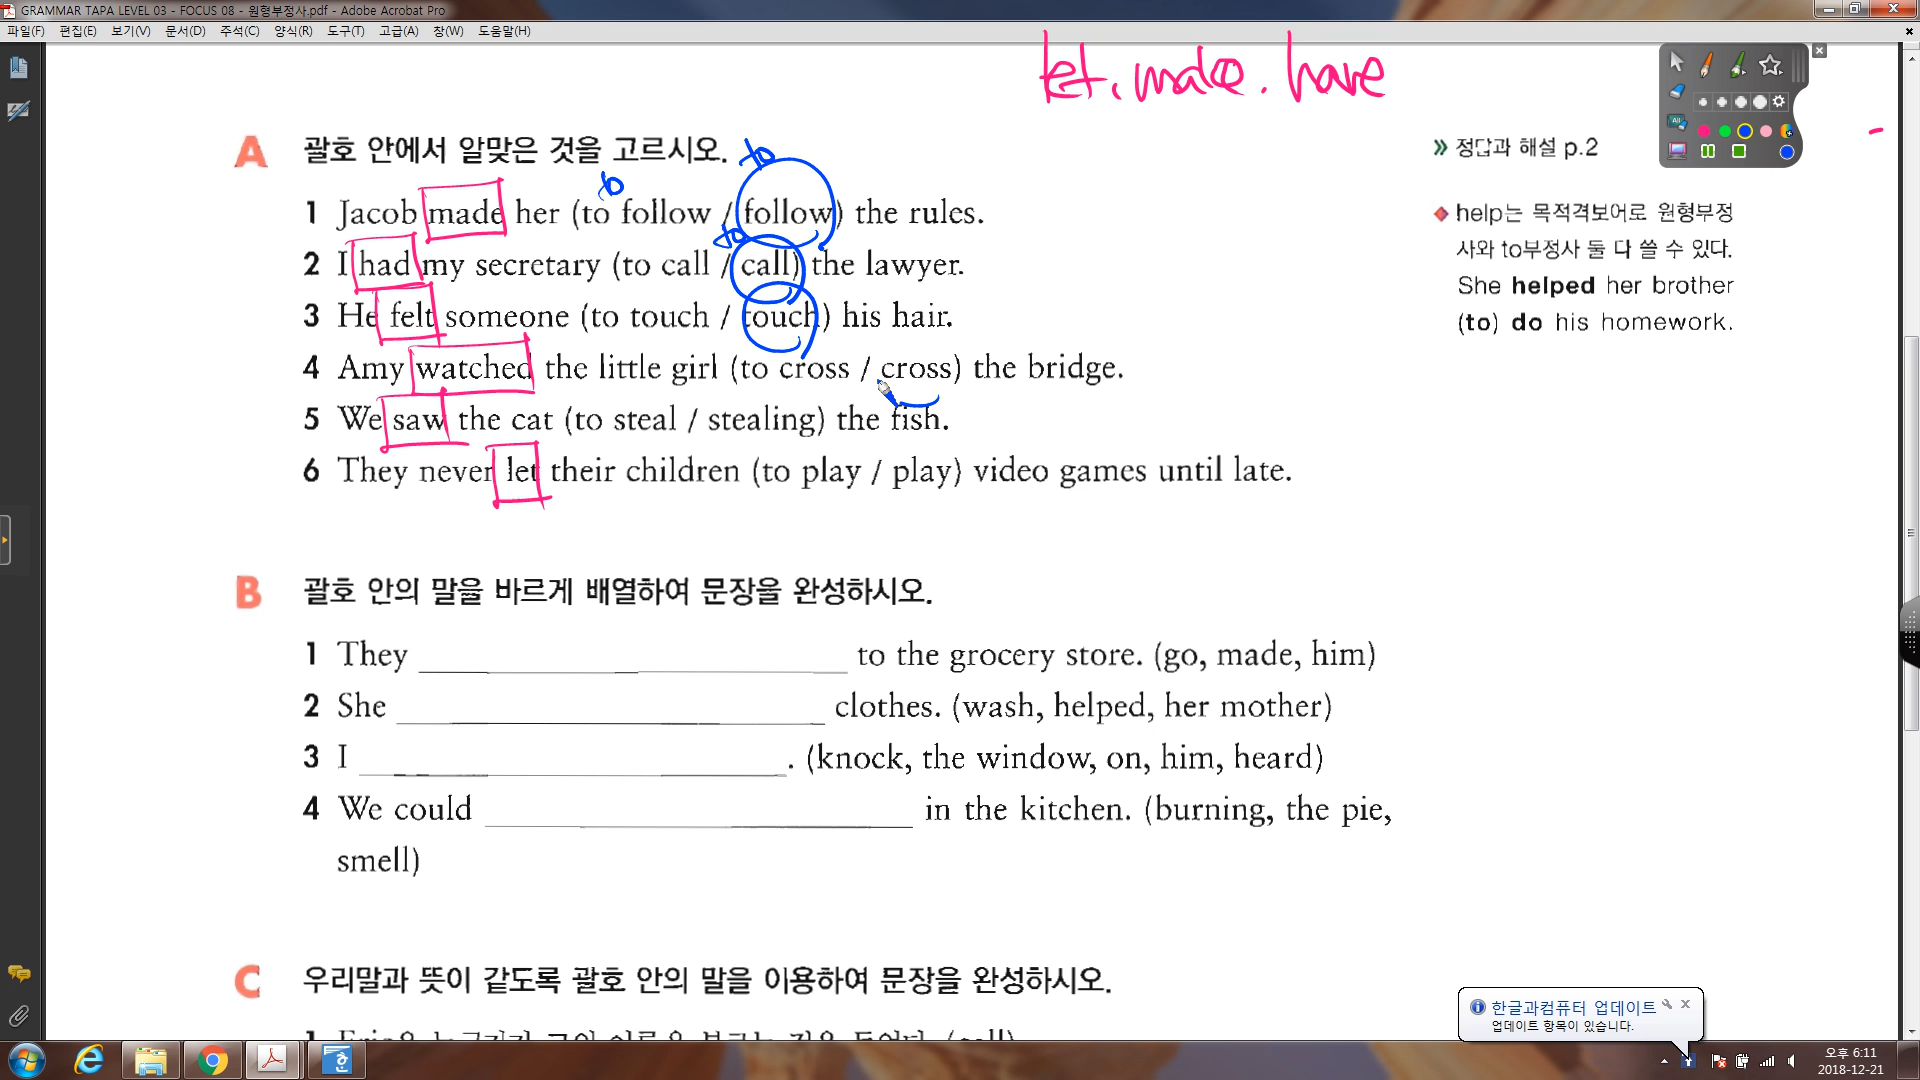 GRAMMAR TAPA LEVEL 03 - FOCUS 08 - 원형부정사.pdf - Adobe Acrobat Pro
파일(F) 편집(E) 보기(V) 문서(D) 주석(C) 양식(R) 도구(T) 고급(A) 창(W) 도움말(H)
let, make. have
A 괄호 안에서 알맞은 것을 고르시오.
to
to
1 Jacob made her (to follow / follow) the rules.
to
2 I had my secretary (to call / call) the lawyer.
3 He felt someone (to touch / touch) his hair.
4 Amy watched the little girl (to cross / cross) the bridge.
5 We saw the cat (to steal / stealing) the fish.
6 They never let their children (to play / play) video games until late.
» 정답과 해설 p.2
help는 목적격보어로 원형부정
사와 to부정사 둘 다 쓸 수 있다.
She helped her brother
(to) do his homework.
All
B 괄호 안의 말을 바르게 배열하여 문장을 완성하시오.
1 They ____ to the grocery store. (go, made, him)
2 She ____ clothes. (wash, helped, her mother)
3 I ____ . (knock, the window, on, him, heard)
4 We could ____ in the kitchen. (burning, the pie,
smell)
C 우리말과 뜻이 같도록 괄호 안의 말을 이용하여 문장을 완성하시오.
한글과컴퓨터 업데이트
업데이트 항목이 있습니다.
오후 6:11
2018-12-21